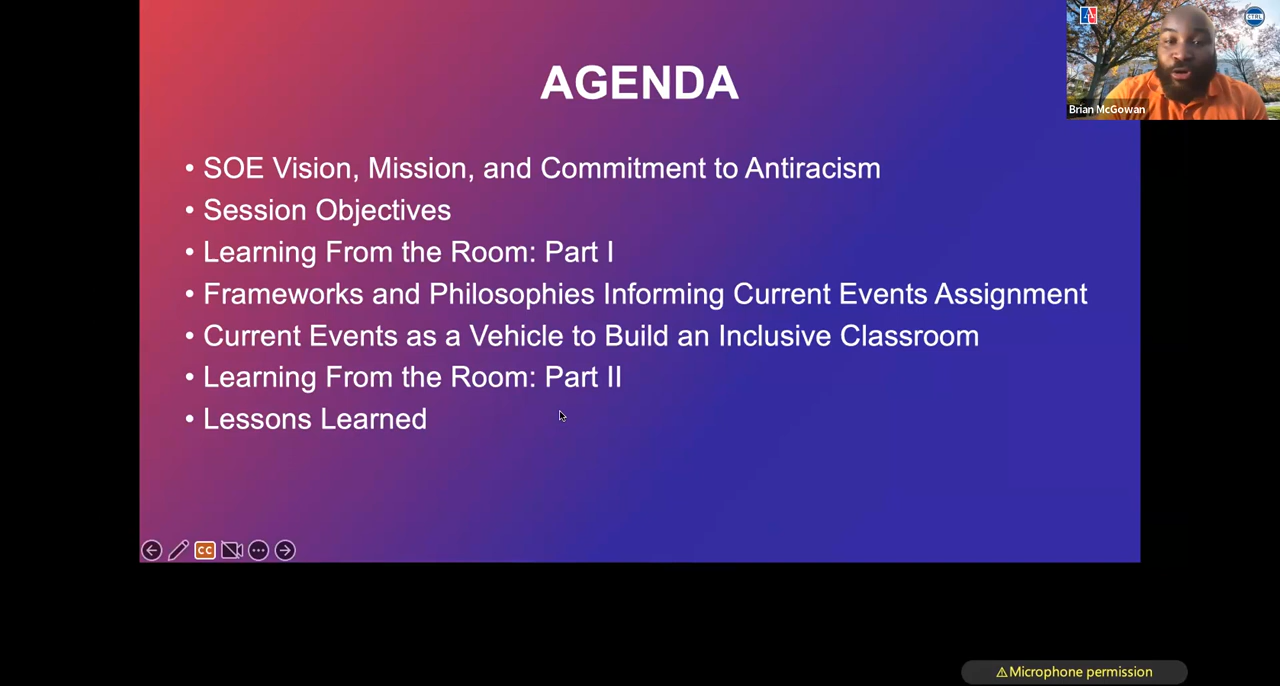 AGENDA
• SOE Vision, Mission, and Commitment to Antiracism
• Session Objectives
• Learning From the Room: Part I
• Frameworks and Philosophies Informing Current Events Assignment
• Current Events as a Vehicle to Build an Inclusive Classroom
• Learning From the Room: Part II
• Lessons Learned
CTRL
Brian McGowan
CC
⚠Microphone permission